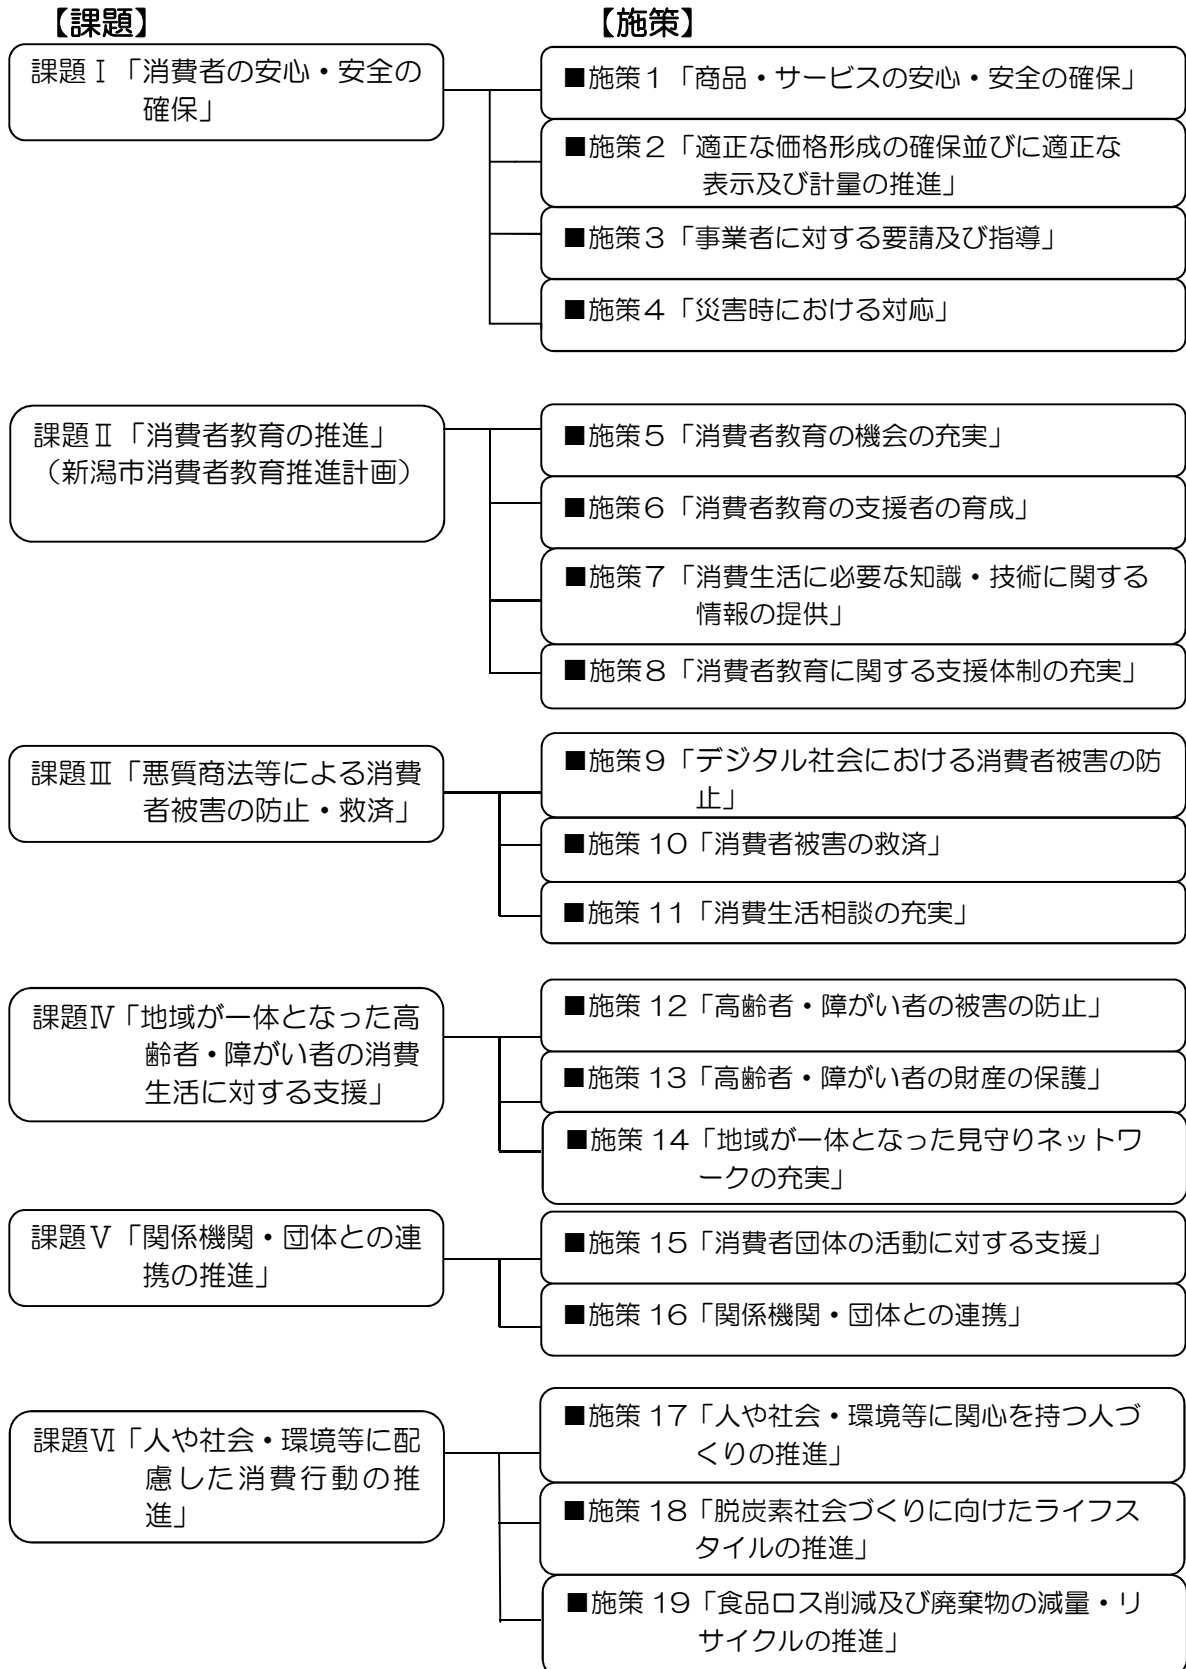 【課題】
【施策】
課題Ⅰ「消費者の安心・安全の
確保」
■施策１「商品・サービスの安心・安全の確保」
■施策２「適正な価格形成の確保並びに適正な
表示及び計量の推進」
■施策３「事業者に対する要請及び指導」
■施策４「災害時における対応」
課題Ⅱ「消費者教育の推進」
（新潟市消費者教育推進計画）
■施策５「消費者教育の機会の充実」
■施策６「消費者教育の支援者の育成」
■施策７「消費生活に必要な知識・技術に関する
情報の提供」
■施策８「消費者教育に関する支援体制の充実」
課題Ⅲ「悪質商法等による消費
者被害の防止・救済」
■施策９「デジタル社会における消費者被害の防
止」
■施策 10「消費者被害の救済」
■施策 11「消費生活相談の充実」
課題Ⅳ「地域が一体となった高
齢者・障がい者の消費
生活に対する支援」
■施策 12「高齢者・障がい者の被害の防止」
■施策 13「高齢者・障がい者の財産の保護」
■施策 14「地域が一体となった見守りネットワ
ークの充実」
課題Ⅴ「関係機関・団体との連
携の推進」
■施策 15「消費者団体の活動に対する支援」
■施策 16「関係機関・団体との連携」
課題Ⅵ「人や社会・環境等に配
慮した消費行動の推
進」
■施策 17「人や社会・環境等に関心を持つ人づ
くりの推進」
■施策 18「脱炭素社会づくりに向けたライフス
タイルの推進」
■施策 19「食品ロス削減及び廃棄物の減量・リ
サイクルの推進」